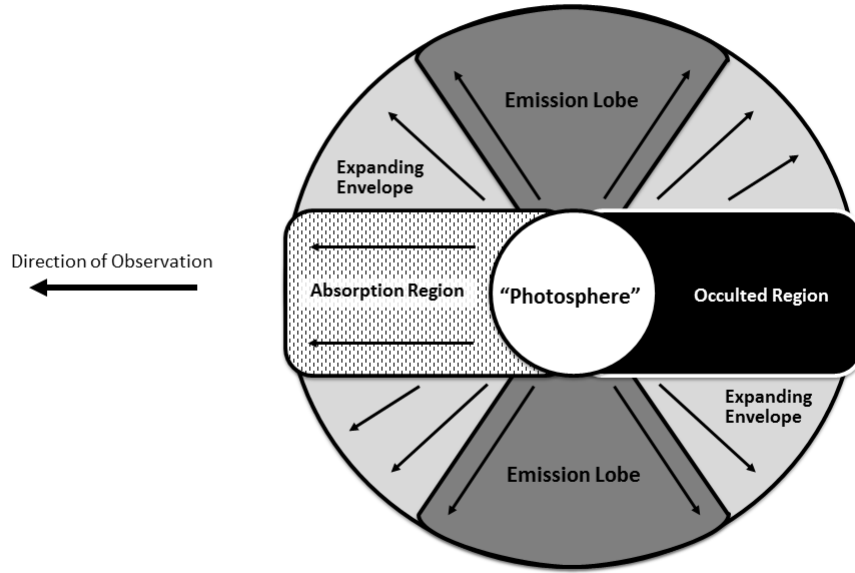 Emission Lobe
Expanding
Envelope
Direction of Observation
Absorption Region
“Photosphere”
Occulted Region
Expanding
Envelope
Emission Lobe